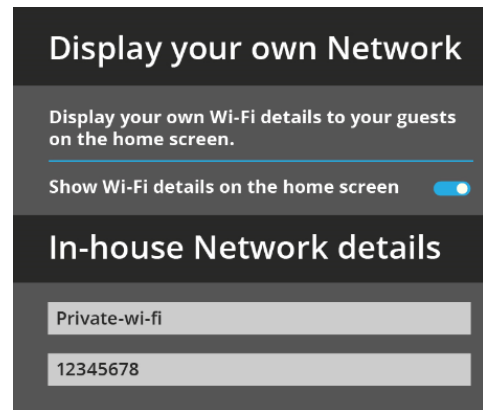 Display your own Network
Display your own Wi-Fi details to your guests
on the home screen.
Show Wi-Fi details on the home screen
In-house Network details
Private-wi-fi
12345678